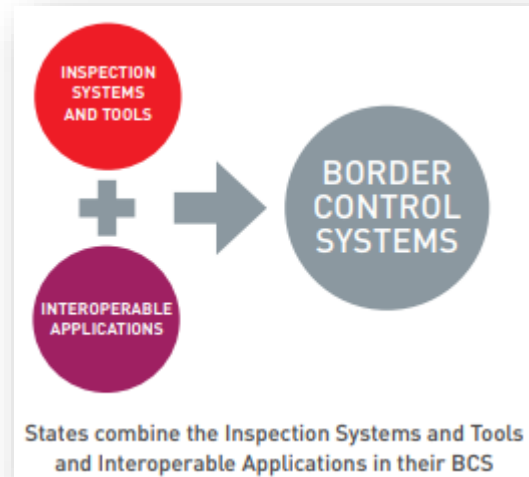 INSPECTION
SYSTEMS
AND TOOLS
INTEROPERABLE
APPLICATIONS
BORDER
CONTROL
SYSTEMS
States combine the Inspection Systems and Tools
and Interoperable Applications in their BCS